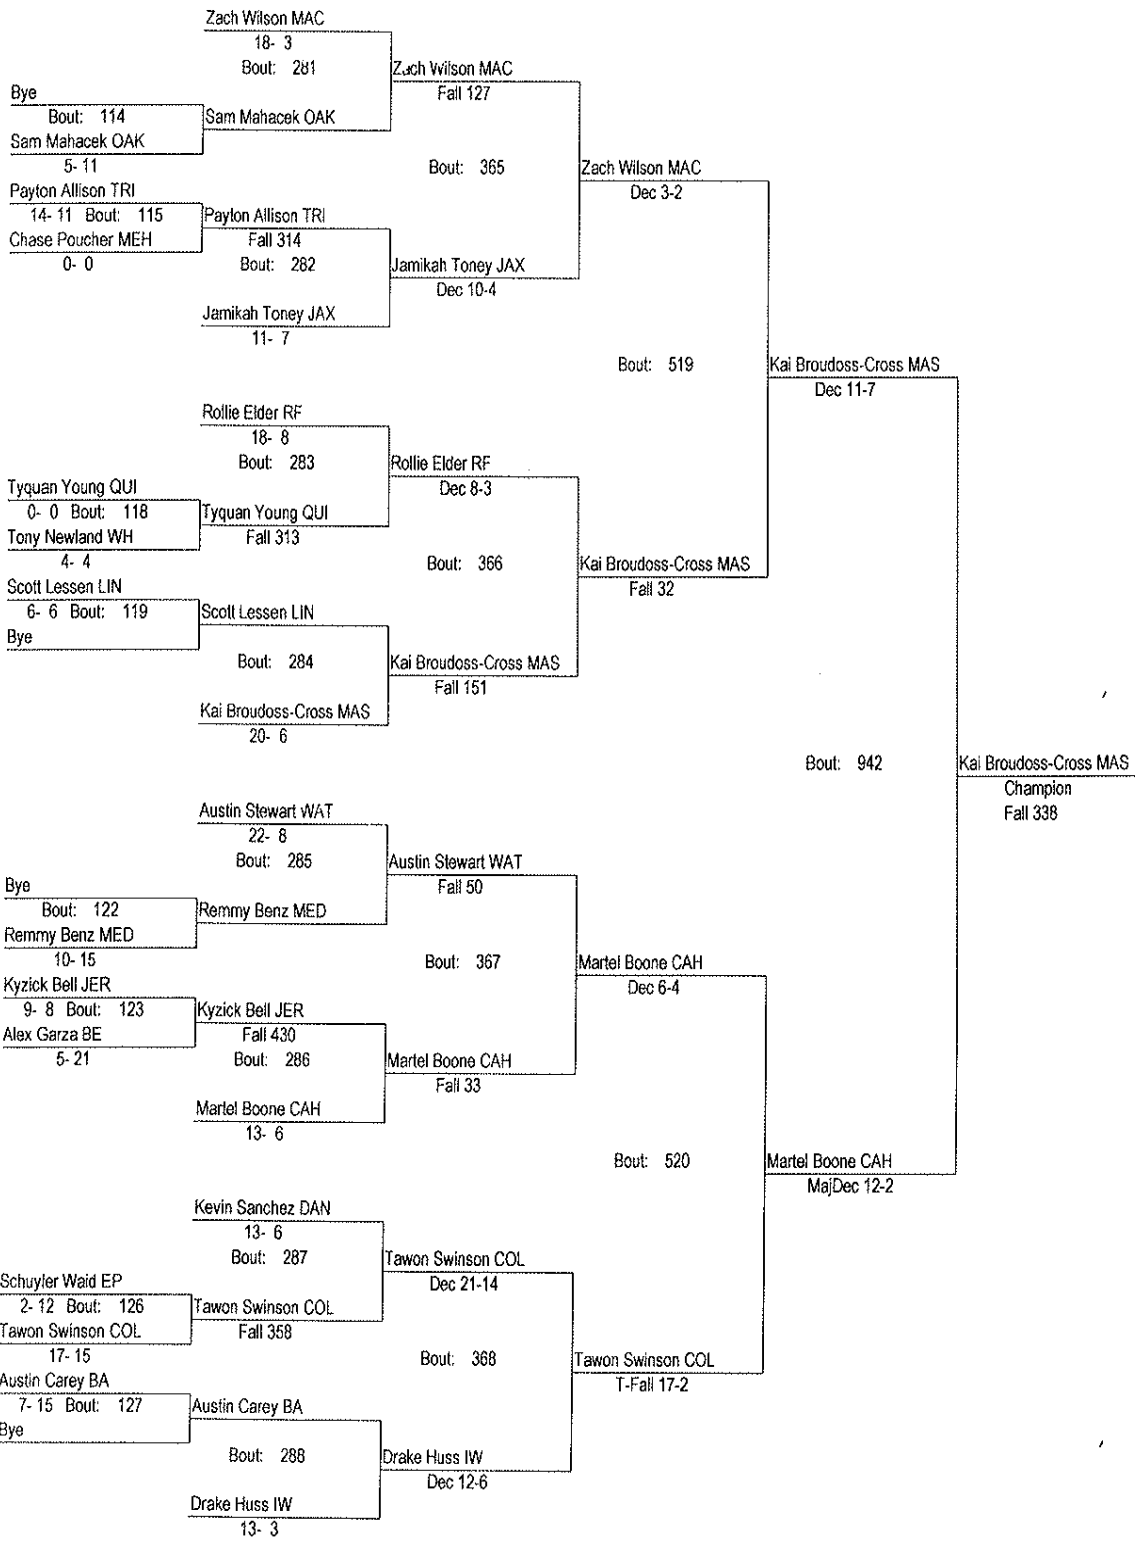 Zach Wilson MAC
18- 3
Bout: 281
Zach Wilson MAC
Fall 127
Bye
Bout: 114
Sam Mahacek OAK
Sam Mahacek OAK
5- 11
Bout: 365
Zach Wilson MAC
Dec 3-2
Payton Allison TRI
14- 11 Bout: 115
Payton Allison TRI
Chase Poucher MEH
Fall 314
0- 0
Bout: 282
Jamikah Toney JAX
Dec 10-4
Jamikah Toney JAX
11- 7
Bout: 519
Kai Broudoss-Cross MAS
Dec 11-7
Rollie Elder RF
18- 8
Bout: 283
Rollie Elder RF
Dec 8-3
Tyquan Young QUI
0- 0 Bout: 118
Tyquan Young QUI
Tony Newland WH
Fall 313
4- 4
Bout: 366
Kai Broudoss-Cross MAS
Fall 32
Scott Lessen LIN
6- 6 Bout: 119
Scott Lessen LIN
Bye
Bout: 284
Kai Broudoss-Cross MAS
Fall 151
Kai Broudoss-Cross MAS
20- 6
Bout: 942
Kai Broudoss-Cross MAS
Champion
Fall 338
Austin Stewart WAT
22- 8
Bout: 285
Austin Stewart WAT
Fall 50
Bye
Bout: 122
Remmy Benz MED
Remmy Benz MED
10- 15
Bout: 367
Martel Boone CAH
Dec 6-4
Kyzick Bell JER
9- 8 Bout: 123
Kyzick Bell JER
Alex Garza BE
Fall 430
5- 21
Bout: 286
Martel Boone CAH
Fall 33
Martel Boone CAH
13- 6
Bout: 520
Martel Boone CAH
MajDec 12-2
Kevin Sanchez DAN
13- 6
Bout: 287
Tawon Swinson COL
Dec 21-14
Schuyler Waid EP
2- 12 Bout: 126
Tawon Swinson COL
Tawon Swinson COL
Fall 358
17- 15
Bout: 368
Tawon Swinson COL
T-Fall 17-2
Austin Carey BA
7- 15 Bout: 127
Austin Carey BA
Bye
Bout: 288
Drake Huss IW
Dec 12-6
Drake Huss IW
13- 3